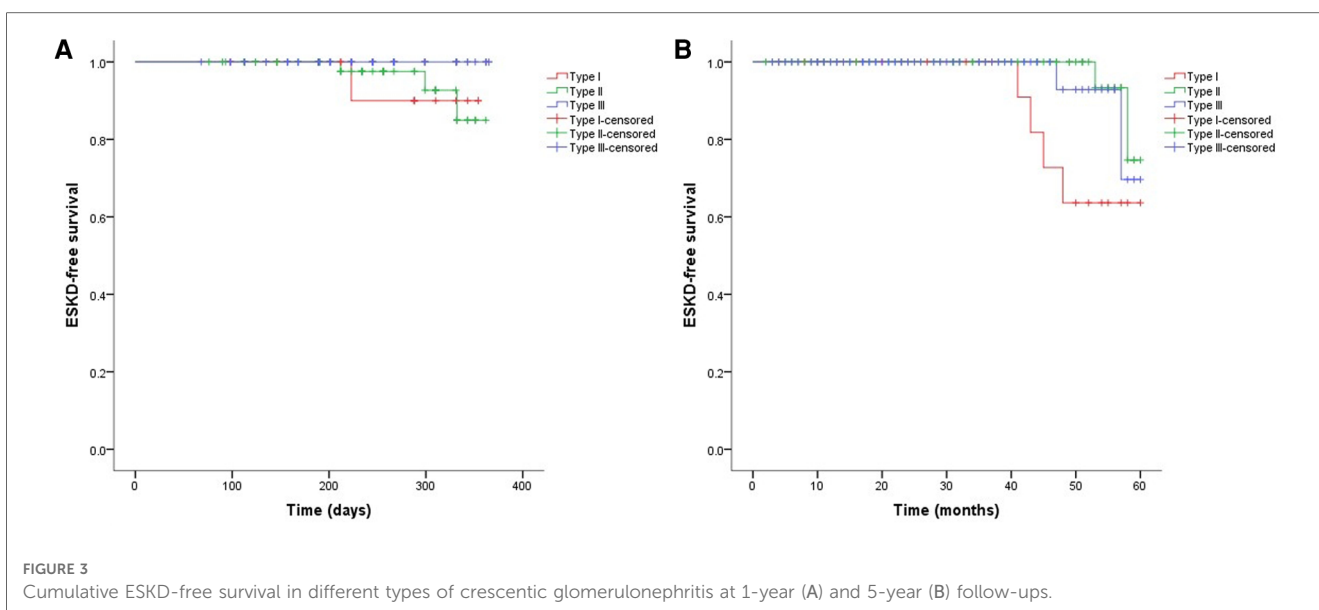 A
1.0
0.8
0.6
0.4
0.2
0.0
ESKD-free survival
0 100 200 300 400
Time (days)
Type I
Type II
Type III
Type I-censored
Type II-censored
Type III-censored
B
1.0
0.8
0.6
0.4
0.2
0.0
ESKD-free survival
0 10 20 30 40 50 60
Time (months)
Type I
Type II
Type III
Type I-censored
Type II-censored
Type III-censored
FIGURE 3
Cumulative ESKD-free survival in different types of crescentic glomerulonephritis at 1-year (A) and 5-year (B) follow-ups.